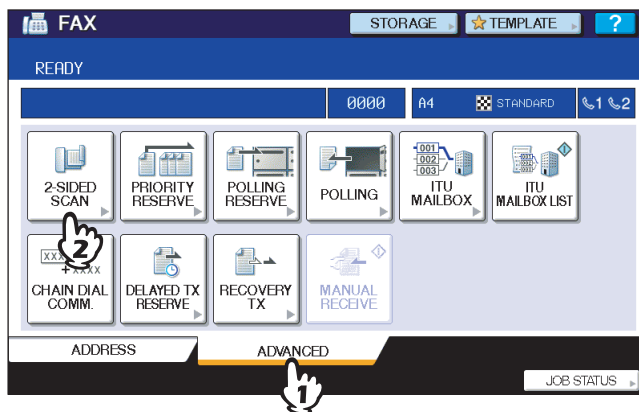 FAX
STORAGE
TEMPLATE
?
READY
0000
A4
STANDARD
1
2
2-SIDED
SCAN
PRIORITY
RESERVE
POLLING
RESERVE
POLLING
001
002
003
ITU
MAILBOX
ITU
MAILBOX LIST
2
XXX
+XXXX
CHAIN DIAL
COMM.
DELAYED TX
RESERVE
RECOVERY
TX
MANUAL
RECEIVE
ADDRESS
ADVANCED
1
JOB STATUS